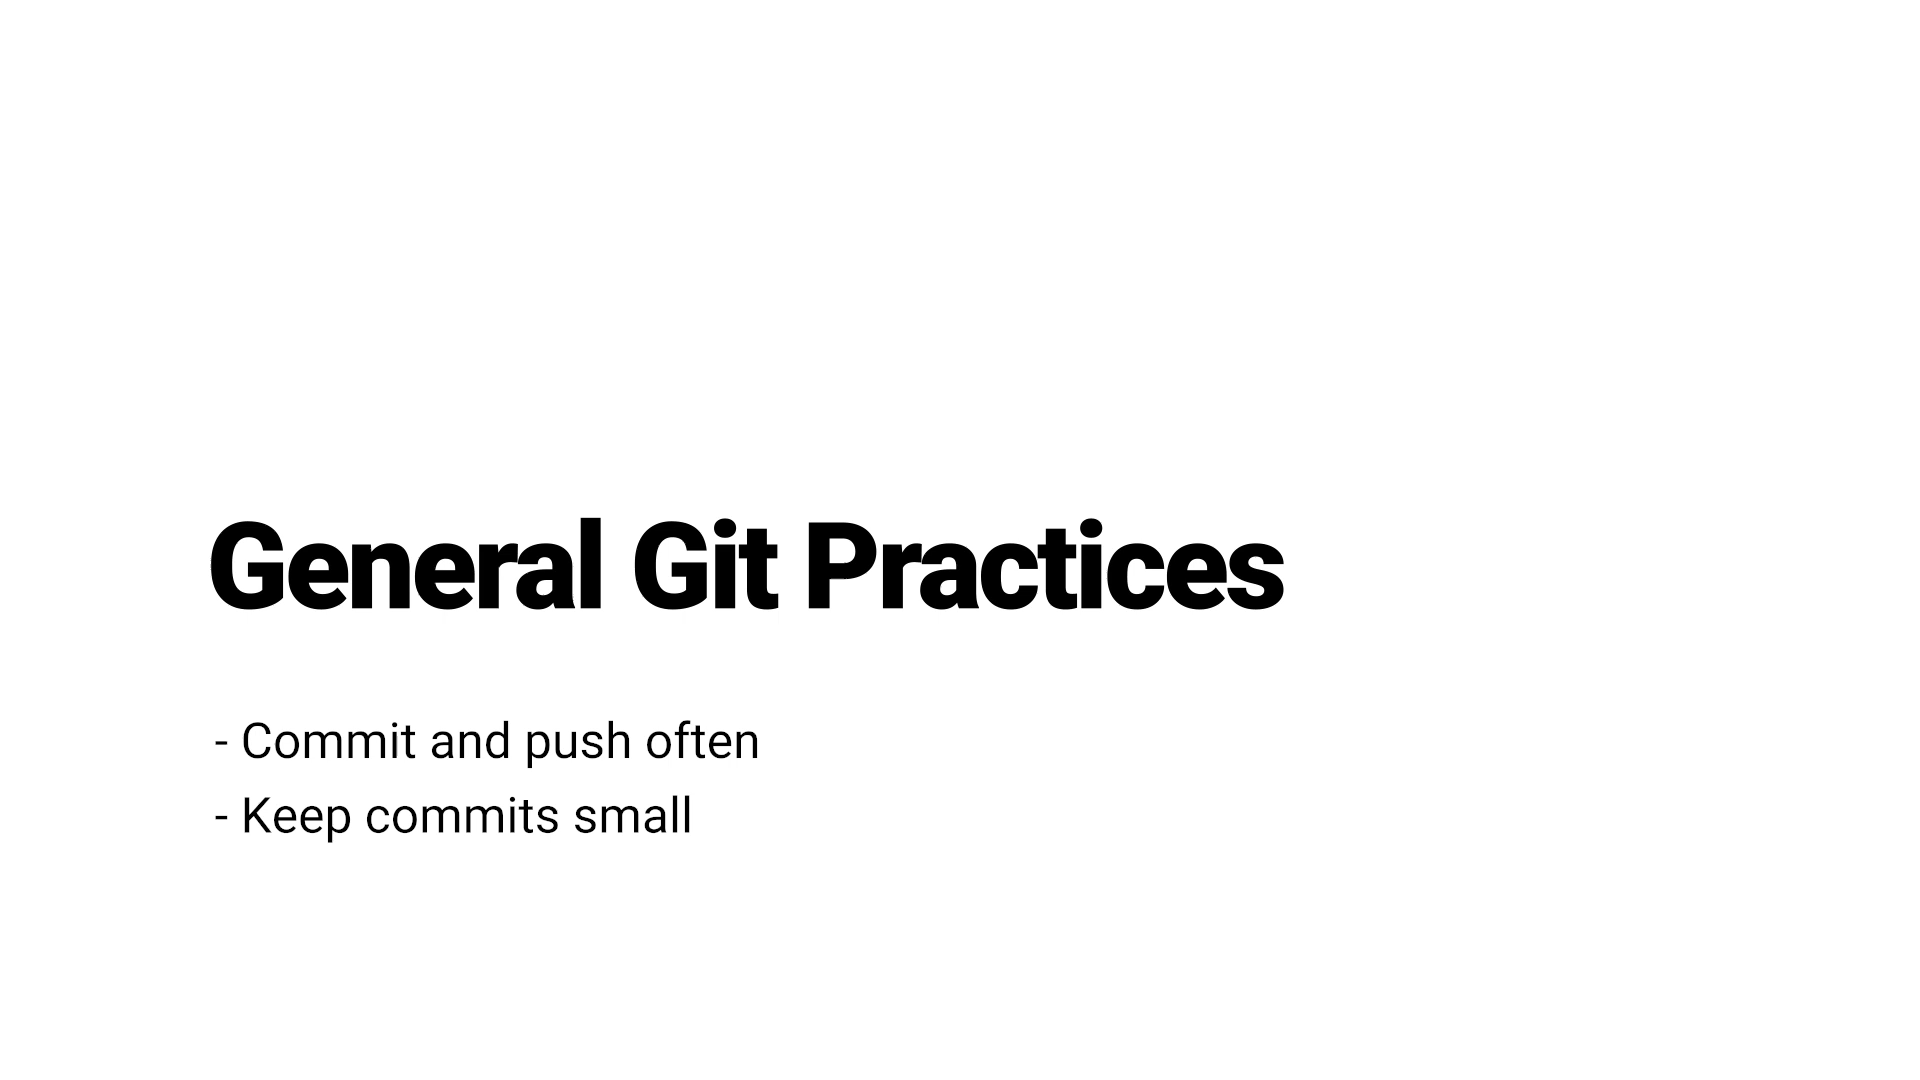 General Git Practices
- Commit and push often
- Keep commits small